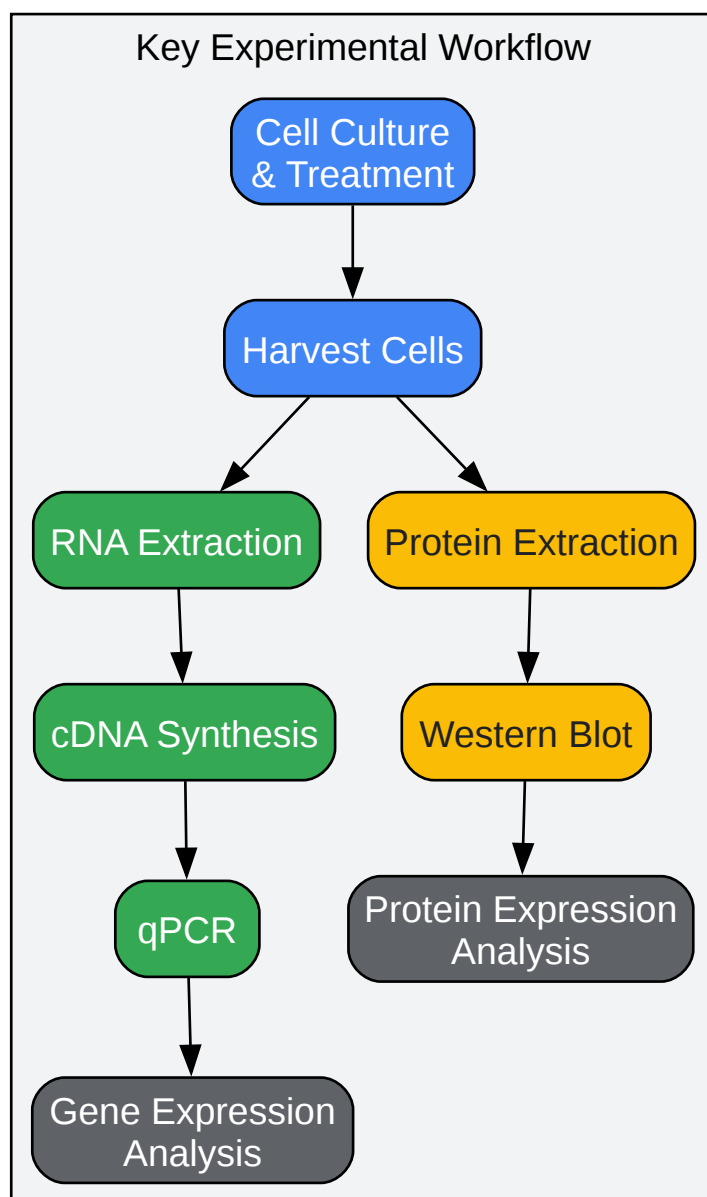 Key Experimental Workflow
Cell Culture
& Treatment
Harvest Cells
RNA Extraction
Protein Extraction
cDNA Synthesis
Western Blot
qPCR
Protein Expression
Analysis
Gene Expression
Analysis